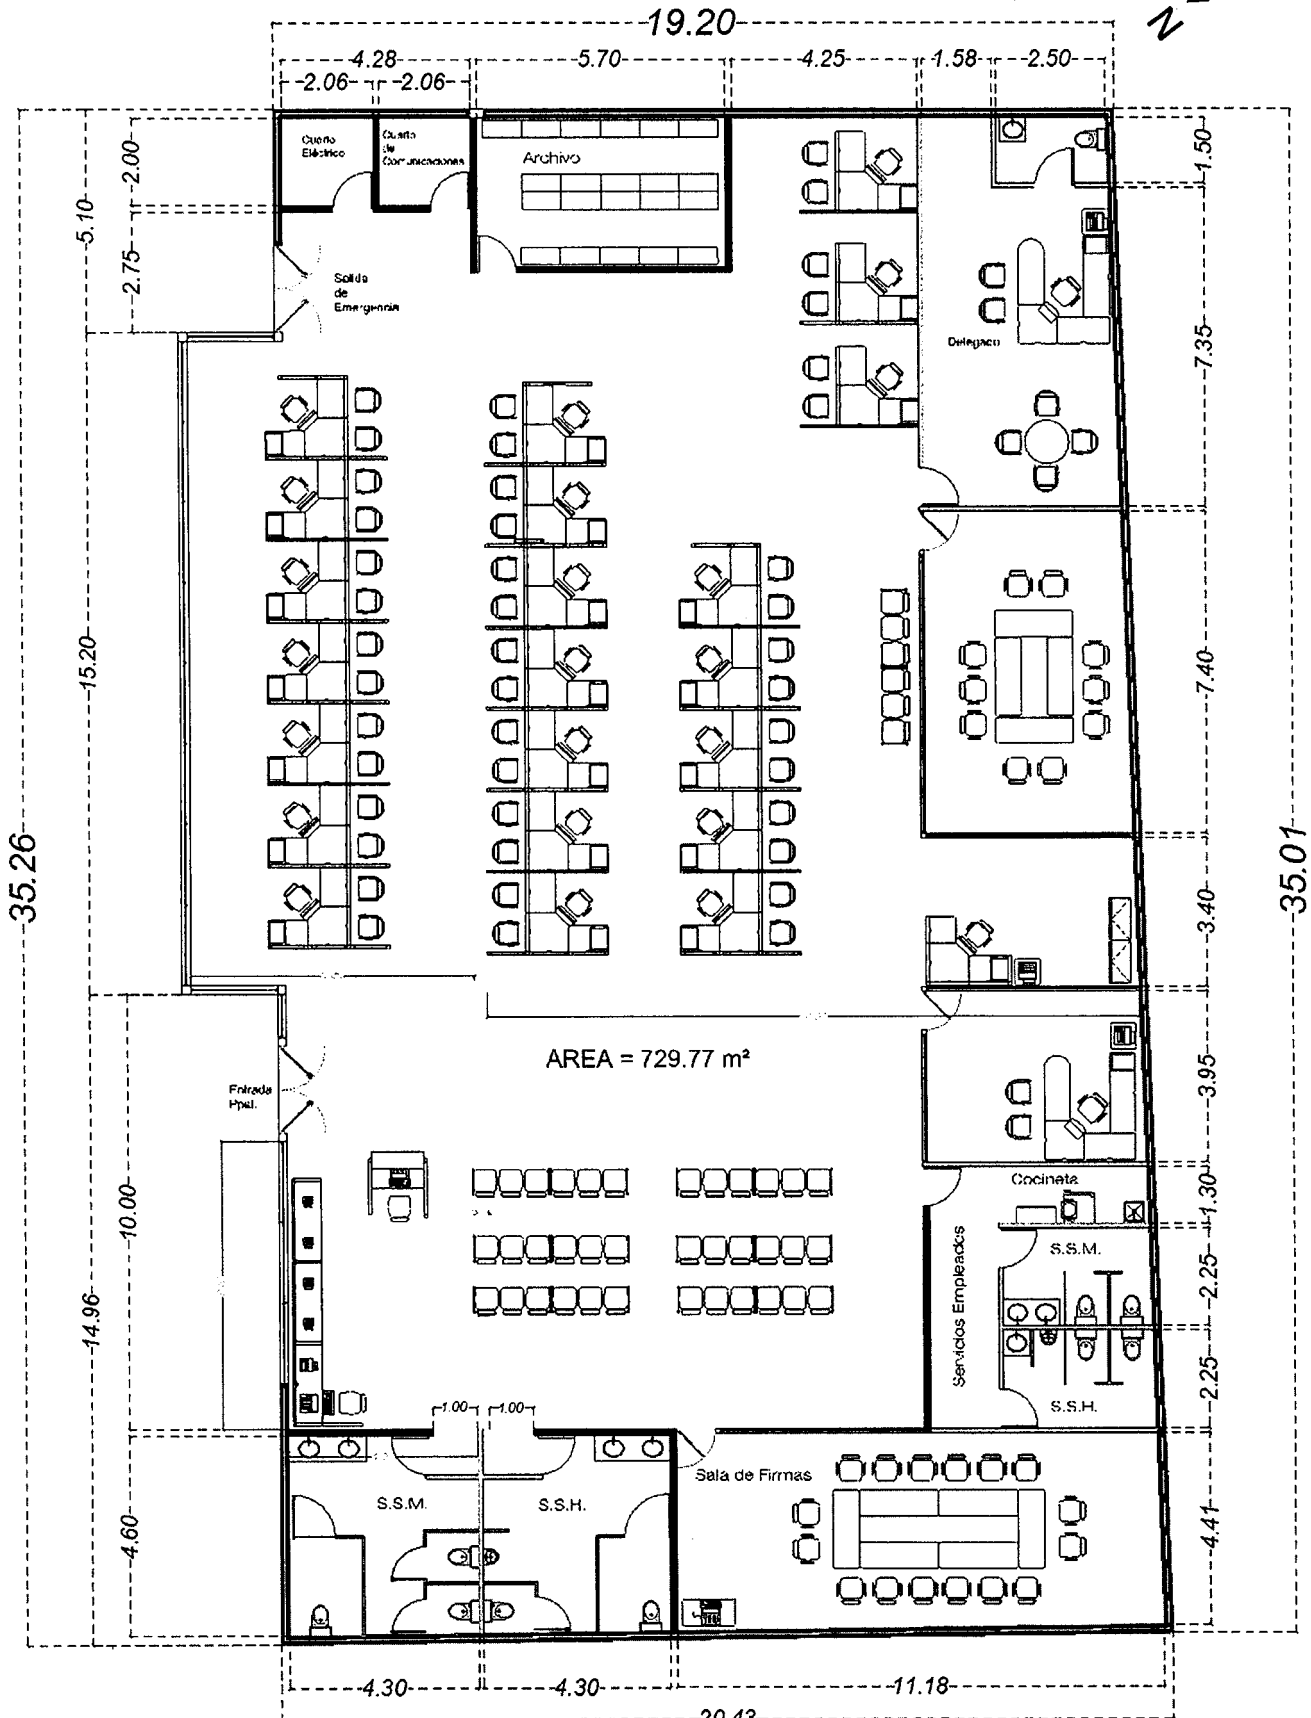 N
19.20
4.28
5.70
4.25
1.58
2.50
2.06
2.06
Cuarto
Eléctrico
Cuarto
de
Comunicaciones
Archivo
2.00
1.50
5.10
2.75
Salida
de
Emergencia
Delegado
7.35
15.20
7.40
35.26
35.01
3.40
AREA = 729.77 m²
3.95
Entrada
Ppal.
Cocineta
1.30
10.00
Servicios Empleados
S.S.M.
2.25
14.96
2.25
S.S.H.
1.00
1.00
Sala de Firmas
S.S.M.
S.S.H.
4.60
4.41
4.30
4.30
11.18
20.43